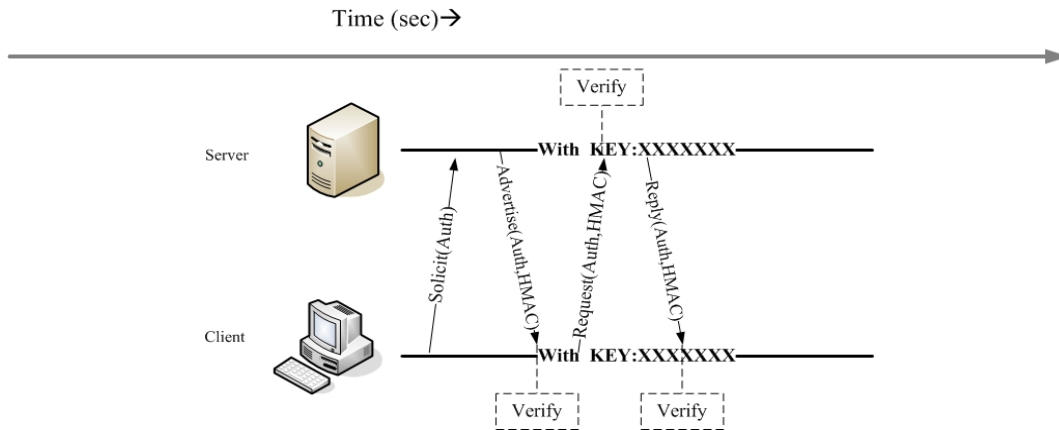 Time (sec)→
Verify
Server
With KEY:XXXXXXX
Solicit(Auth)
Advertise(Auth,HMAC)
Request(Auth,HMAC)
Reply(Auth,HMAC)
Client
With KEY:XXXXXXX
Verify
Verify